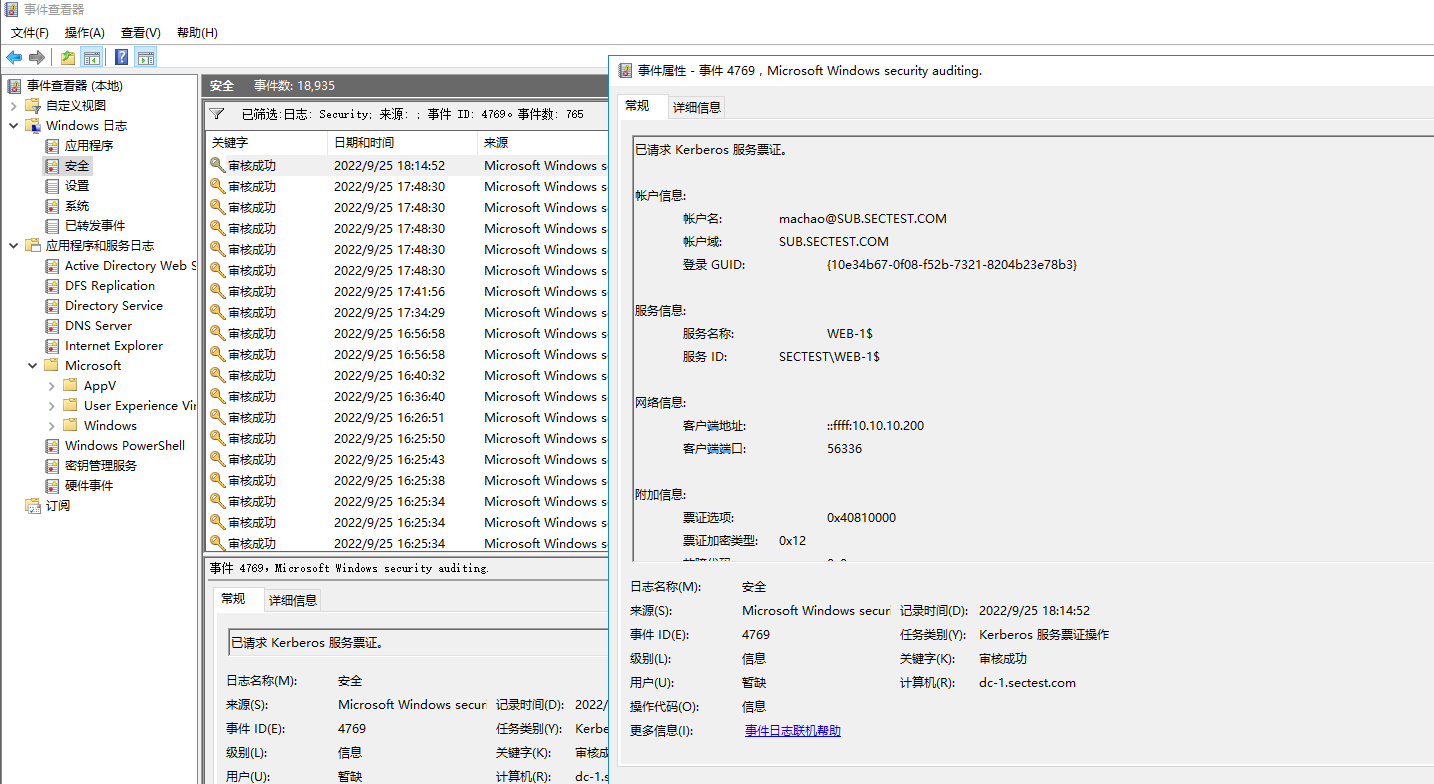 事件查看器
文件(F) 操作(A) 查看(V) 帮助(H)
事件查看器 (本地)
自定义视图
Windows 日志
应用程序
安全
设置
系统
已转发事件
应用程序和服务日志
Active Directory Web S
DFS Replication
Directory Service
DNS Server
Internet Explorer
Microsoft
AppV
User Experience Vir
Windows
Windows PowerShell
密钥管理服务
硬件事件
订阅
安全 事件数: 18,935
已筛选:日志: Security; 来源: ; 事件 ID: 4769。事件数: 765
关键字 日期和时间 来源
审核成功 2022/9/25 18:14:52 Microsoft Windows s
审核成功 2022/9/25 17:48:30 Microsoft Windows s
审核成功 2022/9/25 17:48:30 Microsoft Windows s
审核成功 2022/9/25 17:48:30 Microsoft Windows s
审核成功 2022/9/25 17:48:30 Microsoft Windows s
审核成功 2022/9/25 17:48:30 Microsoft Windows s
审核成功 2022/9/25 17:41:56 Microsoft Windows s
审核成功 2022/9/25 17:34:29 Microsoft Windows s
审核成功 2022/9/25 16:56:58 Microsoft Windows s
审核成功 2022/9/25 16:56:58 Microsoft Windows s
审核成功 2022/9/25 16:40:32 Microsoft Windows s
审核成功 2022/9/25 16:36:40 Microsoft Windows s
审核成功 2022/9/25 16:26:51 Microsoft Windows s
审核成功 2022/9/25 16:25:50 Microsoft Windows s
审核成功 2022/9/25 16:25:43 Microsoft Windows s
审核成功 2022/9/25 16:25:38 Microsoft Windows s
审核成功 2022/9/25 16:25:34 Microsoft Windows s
审核成功 2022/9/25 16:25:34 Microsoft Windows s
审核成功 2022/9/25 16:25:34 Microsoft Windows s
事件 4769，Microsoft Windows security auditing.
常规 详细信息
已请求 Kerberos 服务票证。
日志名称(M): 安全
来源(S): Microsoft Windows securi 记录时间(D): 2022/
事件 ID(E): 4769 任务类别(Y): Kerbe
级别(L): 信息 关键字(K): 审核成
用户(U): 暂缺 计算机(R): dc-1.s
事件属性 - 事件 4769，Microsoft Windows security auditing.
常规 详细信息
已请求 Kerberos 服务票证。
帐户信息:
帐户名: machao@SUB.SECTEST.COM
帐户域: SUB.SECTEST.COM
登录 GUID: {10e34b67-0f08-f52b-7321-8204b23e78b3}
服务信息:
服务名称: WEB-1$
服务 ID: SECTEST\WEB-1$
网络信息:
客户端地址: ::ffff:10.10.10.200
客户端端口: 56336
附加信息:
票证选项: 0x40810000
票证加密类型: 0x12
日志名称(M): 安全
来源(S): Microsoft Windows securi 记录时间(D): 2022/9/25 18:14:52
事件 ID(E): 4769 任务类别(Y): Kerberos 服务票证操作
级别(L): 信息 关键字(K): 审核成功
用户(U): 暂缺 计算机(R): dc-1.sectest.com
操作代码(O): 信息
更多信息(I): 事件日志联机帮助